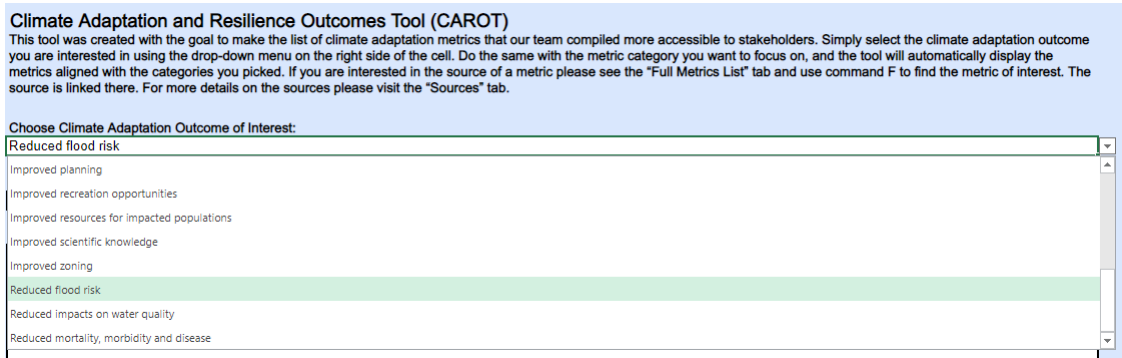 Climate Adaptation and Resilience Outcomes Tool (CAROT)
This tool was created with the goal to make the list of climate adaptation metrics that our team compiled more accessible to stakeholders. Simply select the climate adaptation outcome
you are interested in using the drop-down menu on the right side of the cell. Do the same with the metric category you want to focus on, and the tool will automatically display the
metrics aligned with the categories you picked. If you are interested in the source of a metric please see the “Full Metrics List” tab and use command F to find the metric of interest. The
source is linked there. For more details on the sources please visit the “Sources” tab.
Choose Climate Adaptation Outcome of Interest:
Reduced flood risk
Improved planning
Improved recreation opportunities
Improved resources for impacted populations
Improved scientific knowledge
Improved zoning
Reduced flood risk
Reduced impacts on water quality
Reduced mortality, morbidity and disease